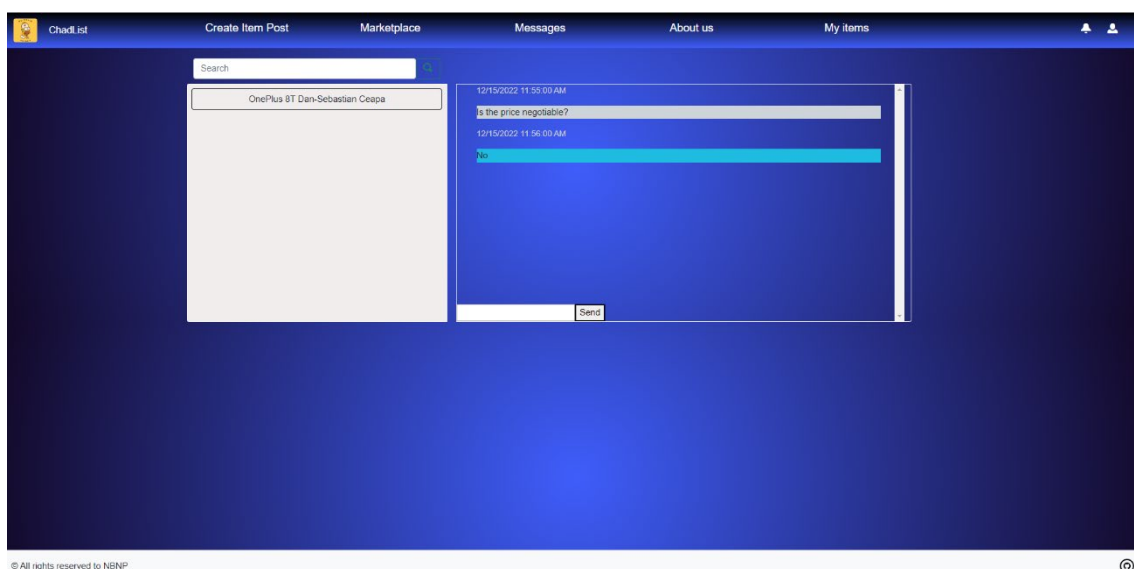 ChadList Create Item Post Marketplace Messages About us My items
Search
OnePlus 8T Dan-Sebastian Ceapa
12/15/2022 11:55:00 AM
Is the price negotiable?
12/15/2022 11:56:00 AM
No
Send
© All rights reserved to NBNP